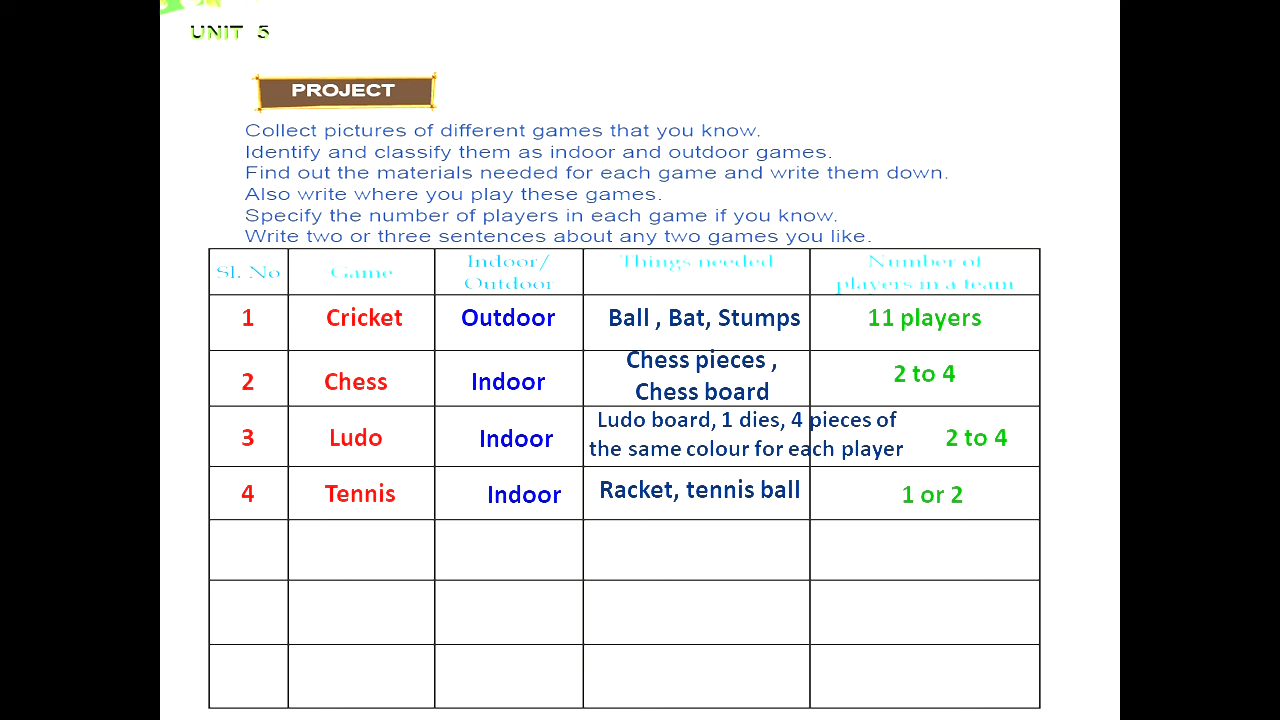 UNIT 5
PROJECT
Collect pictures of different games that you know.
Identify and classify them as indoor and outdoor games.
Find out the materials needed for each game and write them down.
Also write where you play these games.
Specify the number of players in each game if you know.
Write two or three sentences about any two games you like.
Sl. No
Game
Indoor/
Outdoor
Things needed
Number of
players in a team
1
Cricket
Outdoor
Ball , Bat, Stumps
11 players
2
Chess
Indoor
Chess pieces ,
Chess board
2 to 4
3
Ludo
Indoor
Ludo board, 1 dies, 4 pieces of
the same colour for each player
2 to 4
4
Tennis
Indoor
Racket, tennis ball
1 or 2